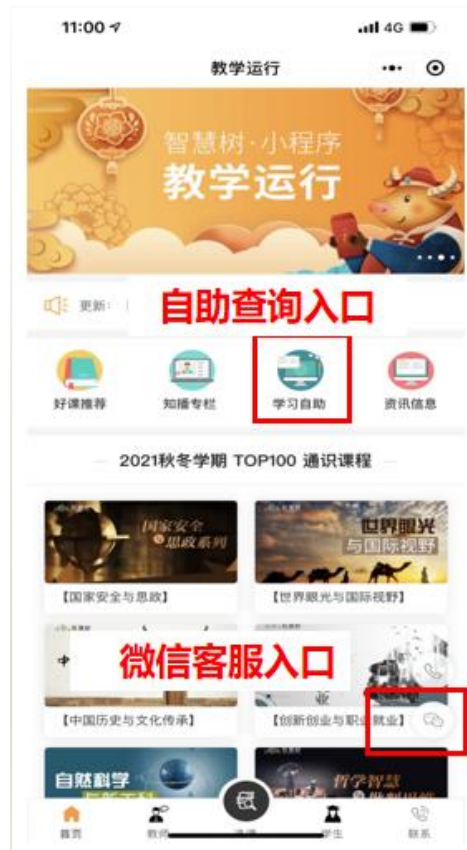 11:00
4G
教学运行
智慧树·小程序
教学运行
更新：
自助查询入口
好课推荐
知播专栏
学习自助
资讯信息
2021秋冬学期 TOP100 通识课程
国家安全
与思政系列
世界眼光
与国际视野
【国家安全与思政】
【世界眼光与国际视野】
中
微信客服入口
【中国历史与文化传承】
【创新创业与职业就业】
自然科学
哲学智慧
首页
教师
学生
联系